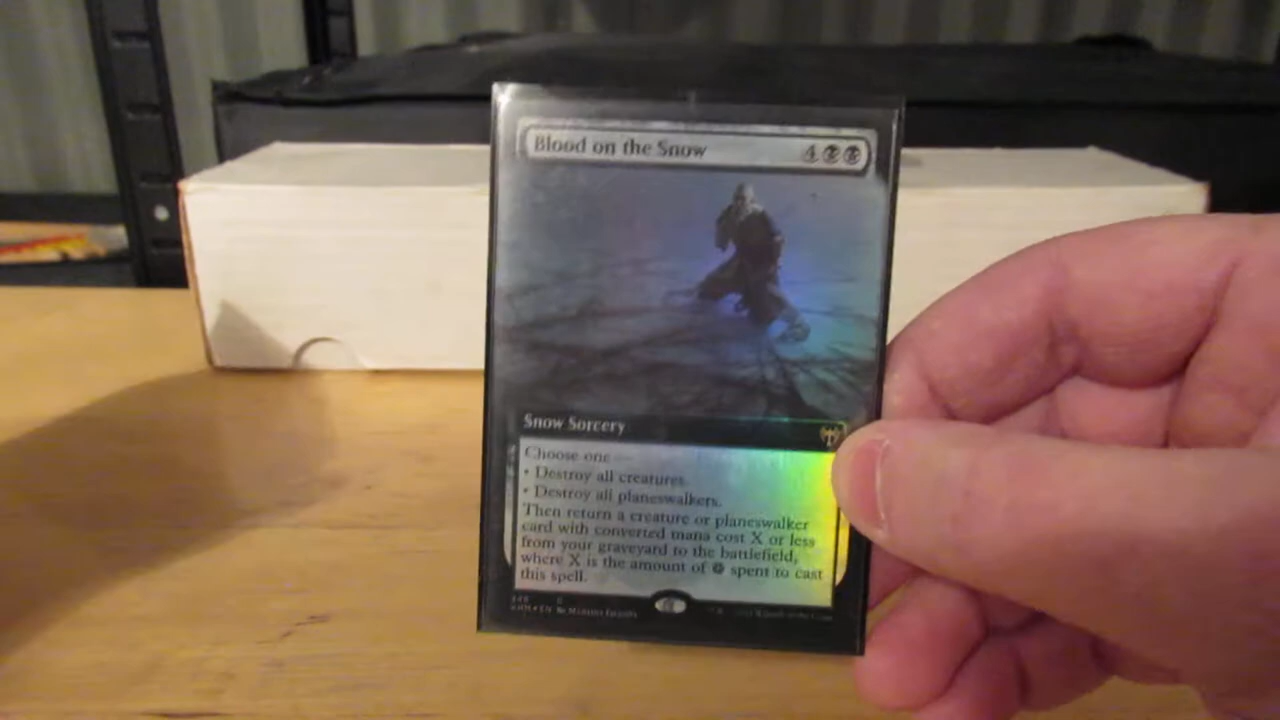 Blood on the Snow 4
Snow Sorcery
Choose one —
• Destroy all creatures.
• Destroy all planeswalkers.
Then return a creature or planeswalker
card with converted mana cost X or less
from your graveyard to the battlefield,
where X is the amount of spent to cast
this spell.
EN